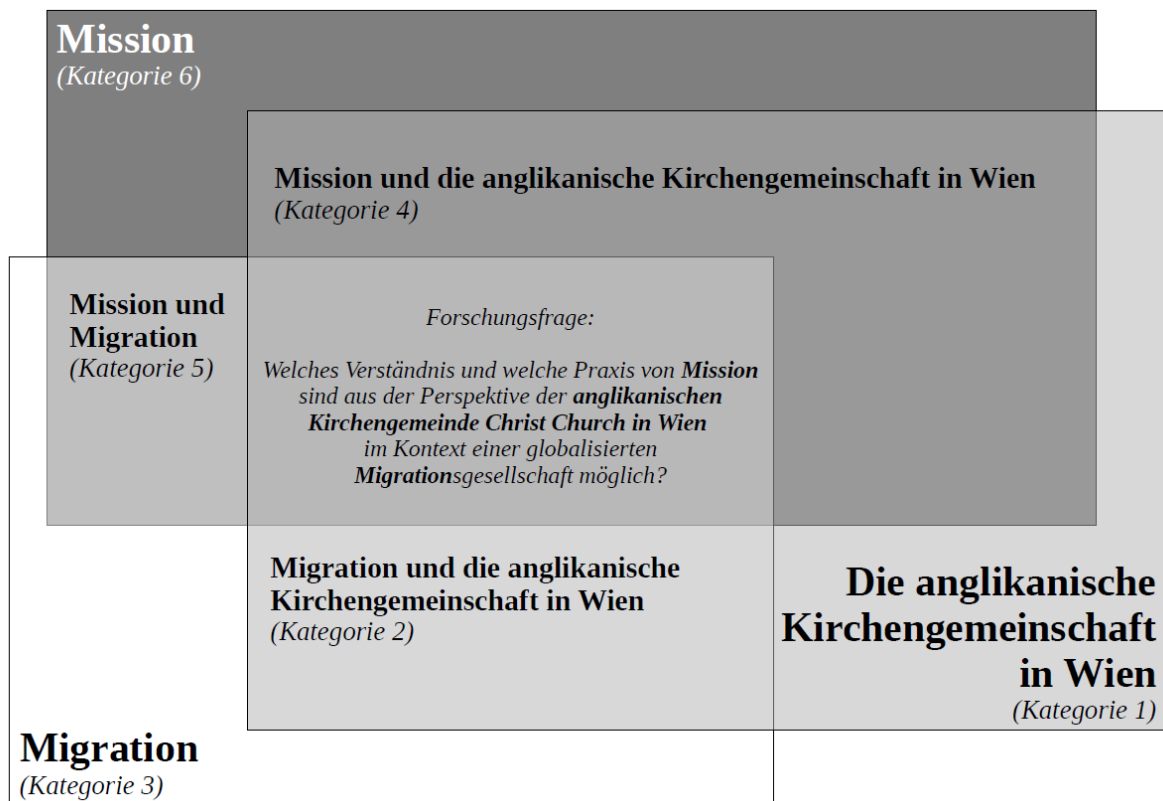 Mission
(Kategorie 6)
Mission und die anglikanische Kirchengemeinschaft in Wien
(Kategorie 4)
Mission und
Migration
(Kategorie 5)
Forschungsfrage:
Welches Verständnis und welche Praxis von Mission
sind aus der Perspektive der anglikanischen
Kirchengemeinde Christ Church in Wien
im Kontext einer globalisierten
Migrationsgesellschaft möglich?
Migration und die anglikanische
Kirchengemeinschaft in Wien
(Kategorie 2)
Die anglikanische
Kirchengemeinschaft
in Wien
(Kategorie 1)
Migration
(Kategorie 3)